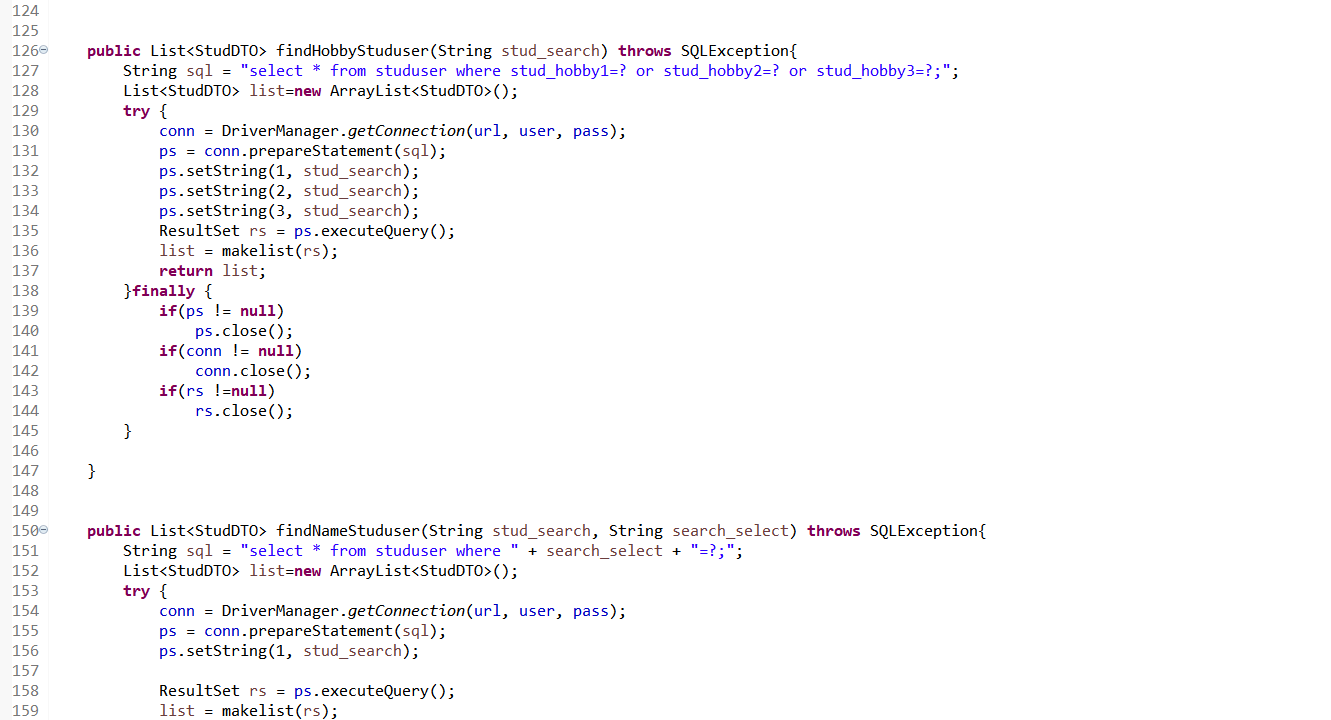 124
125
126 public List<StudDTO> findHobbyStuduser(String stud_search) throws SQLException{
127 String sql = "select * from studuser where stud_hobby1=? or stud_hobby2=? or stud_hobby3=?;";
128 List<StudDTO> list=new ArrayList<StudDTO>();
129 try {
130 conn = DriverManager.getConnection(url, user, pass);
131 ps = conn.prepareStatement(sql);
132 ps.setString(1, stud_search);
133 ps.setString(2, stud_search);
134 ps.setString(3, stud_search);
135 ResultSet rs = ps.executeQuery();
136 list = makelist(rs);
137 return list;
138 }finally {
139 if(ps != null)
140 ps.close();
141 if(conn != null)
142 conn.close();
143 if(rs !=null)
144 rs.close();
145 }
146
147 }
148
149
150 public List<StudDTO> findNameStuduser(String stud_search, String search_select) throws SQLException{
151 String sql = "select * from studuser where " + search_select + "=?;";
152 List<StudDTO> list=new ArrayList<StudDTO>();
153 try {
154 conn = DriverManager.getConnection(url, user, pass);
155 ps = conn.prepareStatement(sql);
156 ps.setString(1, stud_search);
157
158 ResultSet rs = ps.executeQuery();
159 list = makelist(rs);